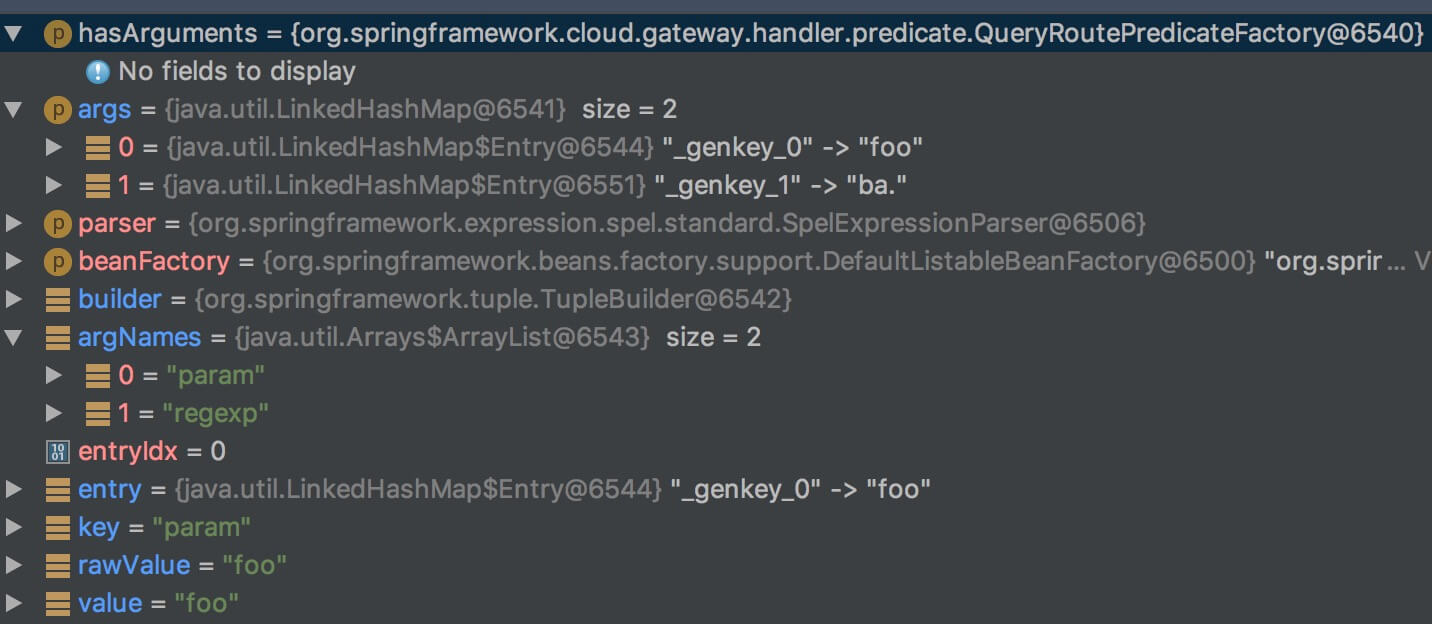 p hasArguments = {org.springframework.cloud.gateway.handler.predicate.QueryRoutePredicateFactory@6540}
! No fields to display
p args = {java.util.LinkedHashMap@6541} size = 2
0 = {java.util.LinkedHashMap$Entry@6544} "_genkey_0" -> "foo"
1 = {java.util.LinkedHashMap$Entry@6551} "_genkey_1" -> "ba."
p parser = {org.springframework.expression.spel.standard.SpelExpressionParser@6506}
p beanFactory = {org.springframework.beans.factory.support.DefaultListableBeanFactory@6500} "org.sprir ... V
builder = {org.springframework.tuple.TupleBuilder@6542}
argNames = {java.util.Arrays$ArrayList@6543} size = 2
0 = "param"
1 = "regexp"
10 01 entryIdx = 0
entry = {java.util.LinkedHashMap$Entry@6544} "_genkey_0" -> "foo"
key = "param"
rawValue = "foo"
value = "foo"